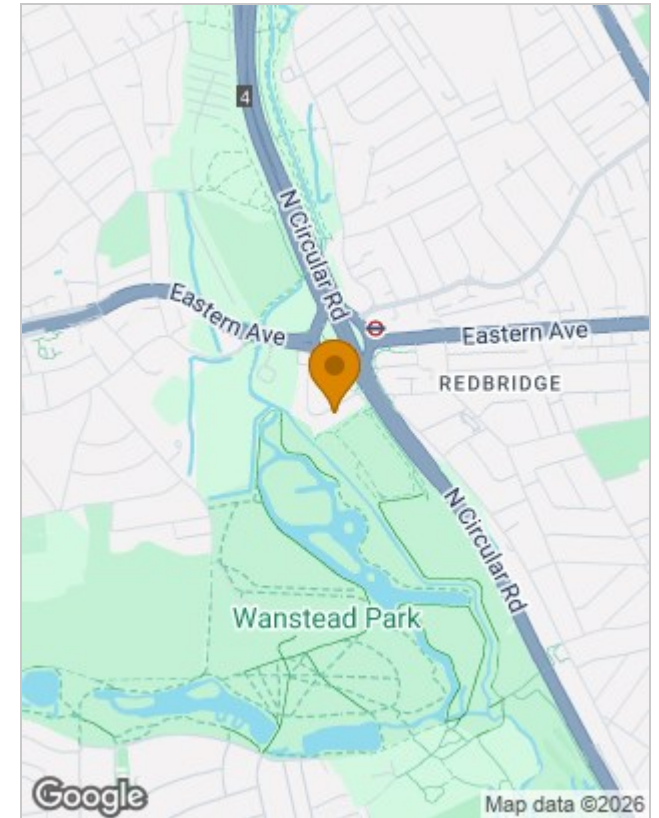 4
N Circular Rd
Eastern Ave
Eastern Ave
REDBRIDGE
N Circular Rd
Wanstead Park
Google
Map data ©2026